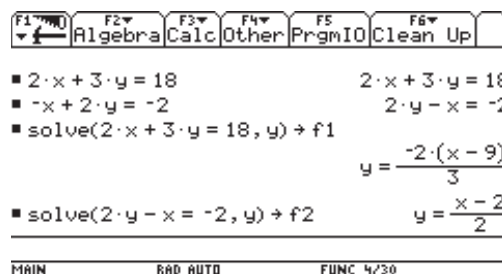 F1 F2 F3 F4 F5 F6
Algebra Calc Other PrgmIO Clean Up
2·x + 3·y = 18 2·x + 3·y = 18
-x + 2·y = -2 2·y - x = -2
solve(2·x + 3·y = 18, y) → f1
y = -2·(x - 9)/3
solve(2·y - x = -2, y) → f2 y = x - 2/2
MAIN RAD AUTO FUNC 4/30